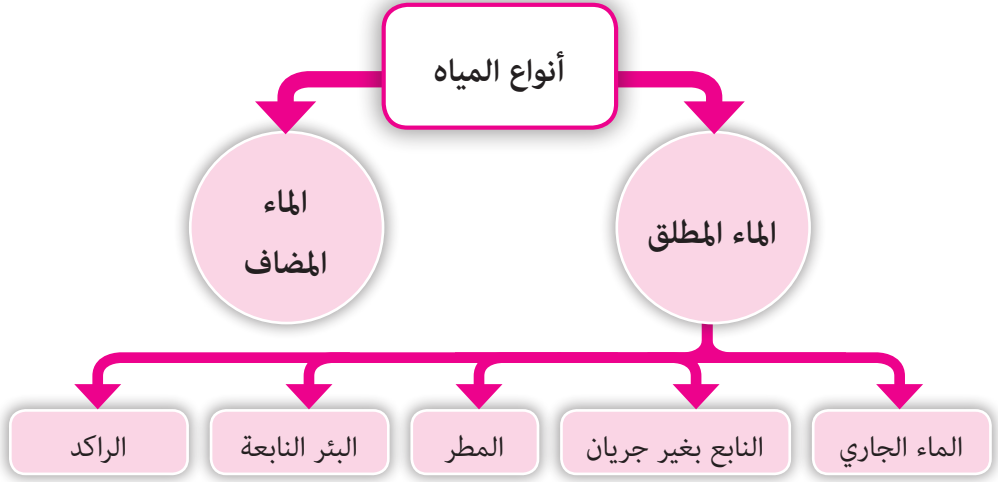 أنواع المياه
الماء المطلق
الماء
المضاف
الماء الجاري
النابع بغير جريان
المطر
البئر النابعة
الراكد